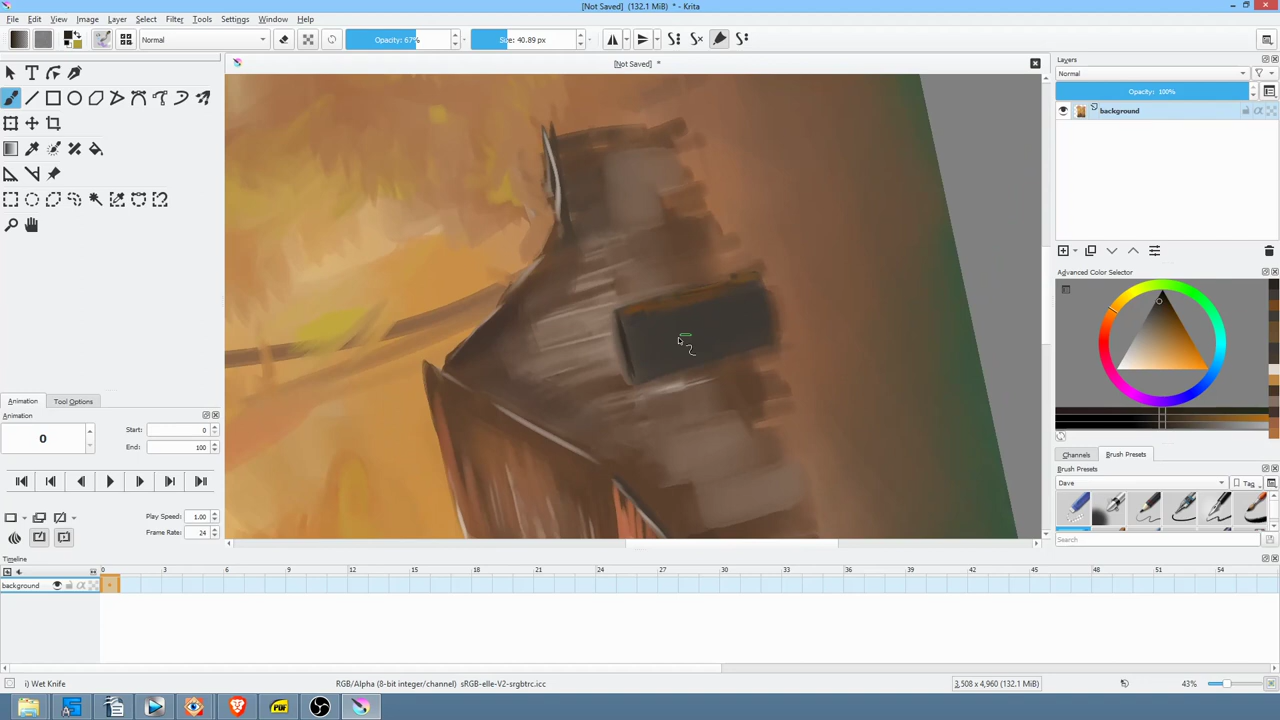 [Not Saved]  (132.1 MiB)  * - Krita
File Edit View Image Layer Select Filter Tools Settings Window Help
Normal Opacity: 67% Size: 40.89 px
[Not Saved]  *
Layers
Normal
Opacity:  100%
background
Advanced Color Selector
Channels Brush Presets
Brush Presets
Dave Tag
Search
Animation Tool Options
Animation
0 Start: 0
End: 100
Play Speed: 1.00
Frame Rate: 24
Timeline
0 3 6 9 12 15 18 21 24 27 30 33 36 39 42 45 48 51 54
background
i) Wet Knife RGB/Alpha (8-bit integer/channel)  sRGB-elle-V2-srgbtrc.icc 3,508 x 4,960 (132.1 MiB) 43%
PDF